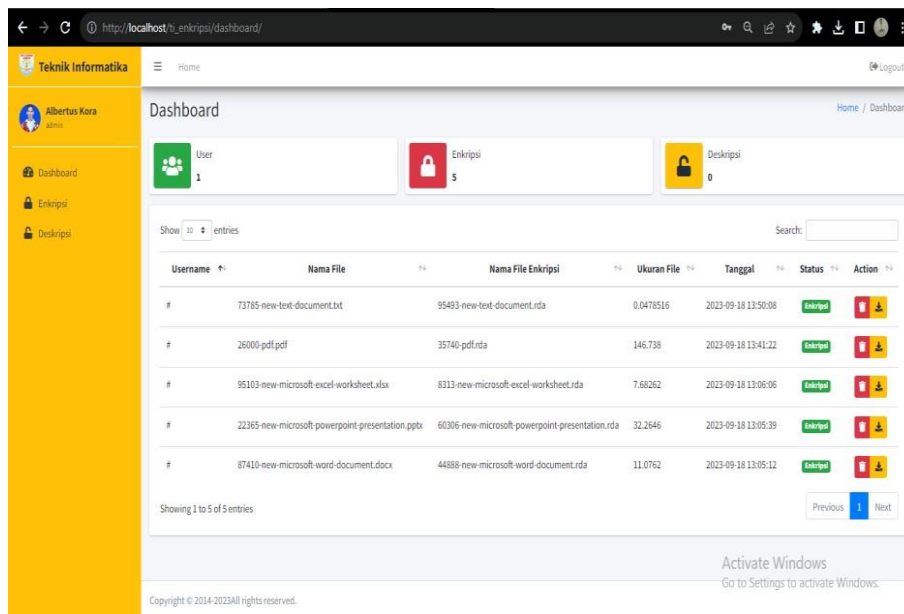 http://localhost/ti_enkripsi/dashboard/
Teknik Informatika
Home
Logout
Albertus Kora
admin
Dashboard
Home / Dashboar
User
1
Enkripsi
5
Deskripsi
0
Dashboard
Enkripsi
Deskripsi
Show 10 entries
Search:
Username Nama File Nama File Enkripsi Ukuran File Tanggal Status Action
# 73785-new-text-document.txt 95493-new-text-document.rda 0.0478516 2023-09-18 13:50:08 Enkripsi
# 26000-pdf.pdf 35740-pdf.rda 146.738 2023-09-18 13:41:22 Enkripsi
# 95103-new-microsoft-excel-worksheet.xlsx 8313-new-microsoft-excel-worksheet.rda 7.68262 2023-09-18 13:06:06 Enkripsi
# 22365-new-microsoft-powerpoint-presentation.pptx 60306-new-microsoft-powerpoint-presentation.rda 32.2646 2023-09-18 13:05:39 Enkripsi
# 87410-new-microsoft-word-document.docx 44888-new-microsoft-word-document.rda 11.0762 2023-09-18 13:05:12 Enkripsi
Showing 1 to 5 of 5 entries
Previous 1 Next
Activate Windows
Go to Settings to activate Windows.
Copyright © 2014-2023All rights reserved.